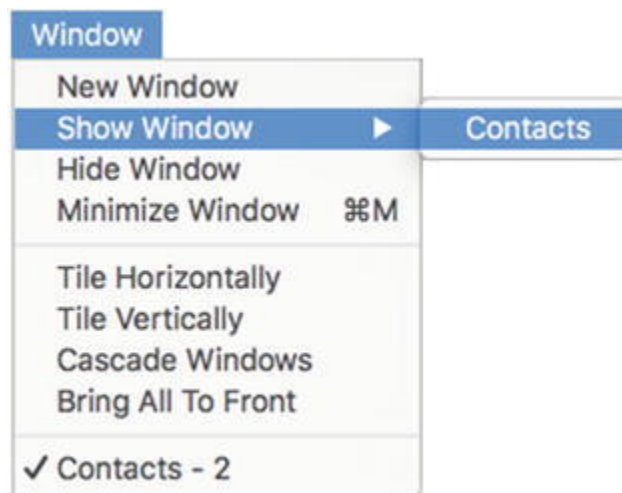 Window
New Window
Show Window ▶ Contacts
Hide Window
Minimize Window ⌘M
Tile Horizontally
Tile Vertically
Cascade Windows
Bring All To Front
✓ Contacts - 2